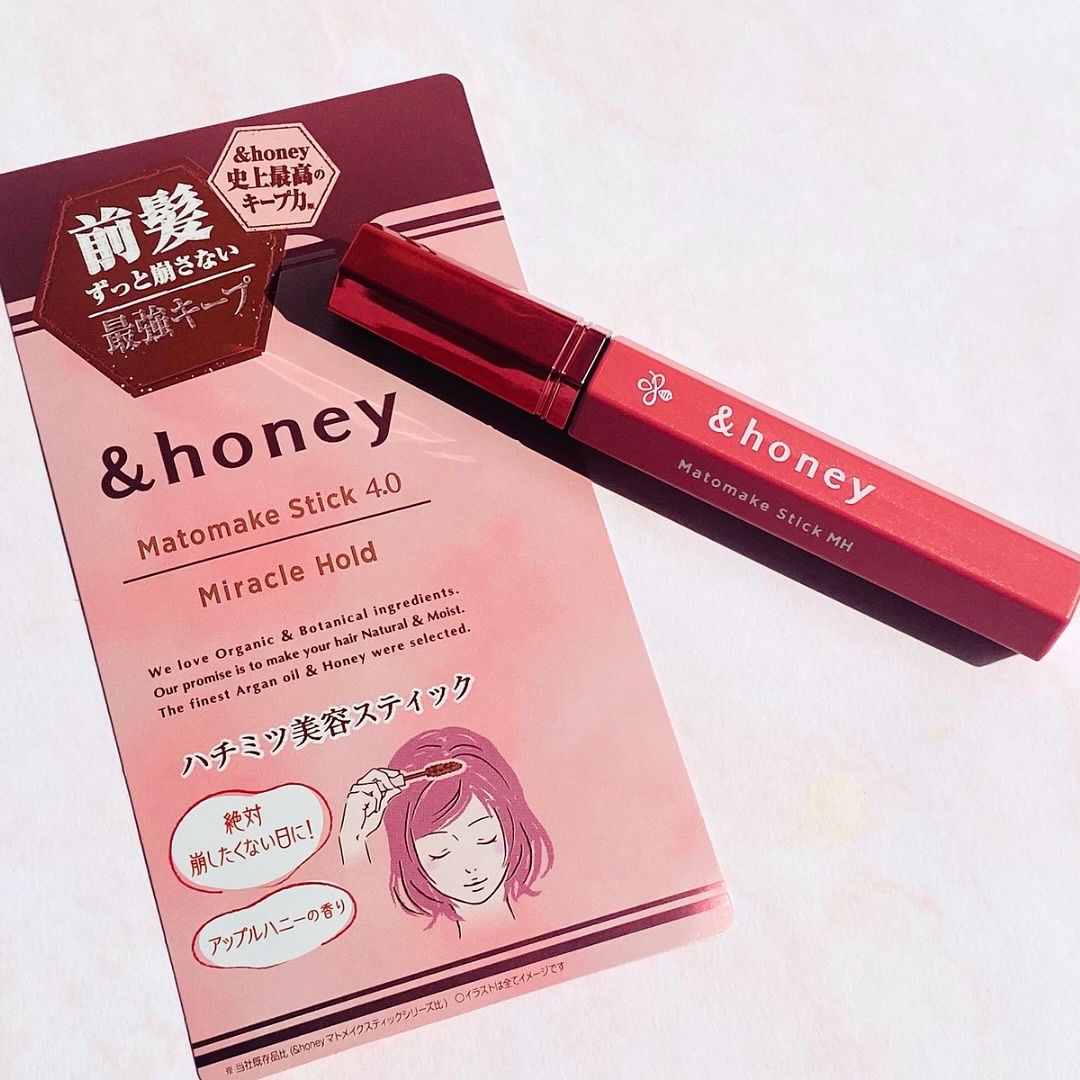 &honey
史上最高の
キープ力※
前髪
ずっと崩さない
最強キープ
&honey
Matomake Stick 4.0
Miracle Hold
We love Organic & Botanical ingredients.
Our promise is to make your hair Natural & Moist.
The finest Argan oil & Honey were selected.
ハチミツ美容スティック
絶対
崩したくない日に!
アップルハニーの香り
※当社既存品比(&honeyマトメイクスティックシリーズ比) ○イラストは全てイメージです
&honey
Matomake Stick MH